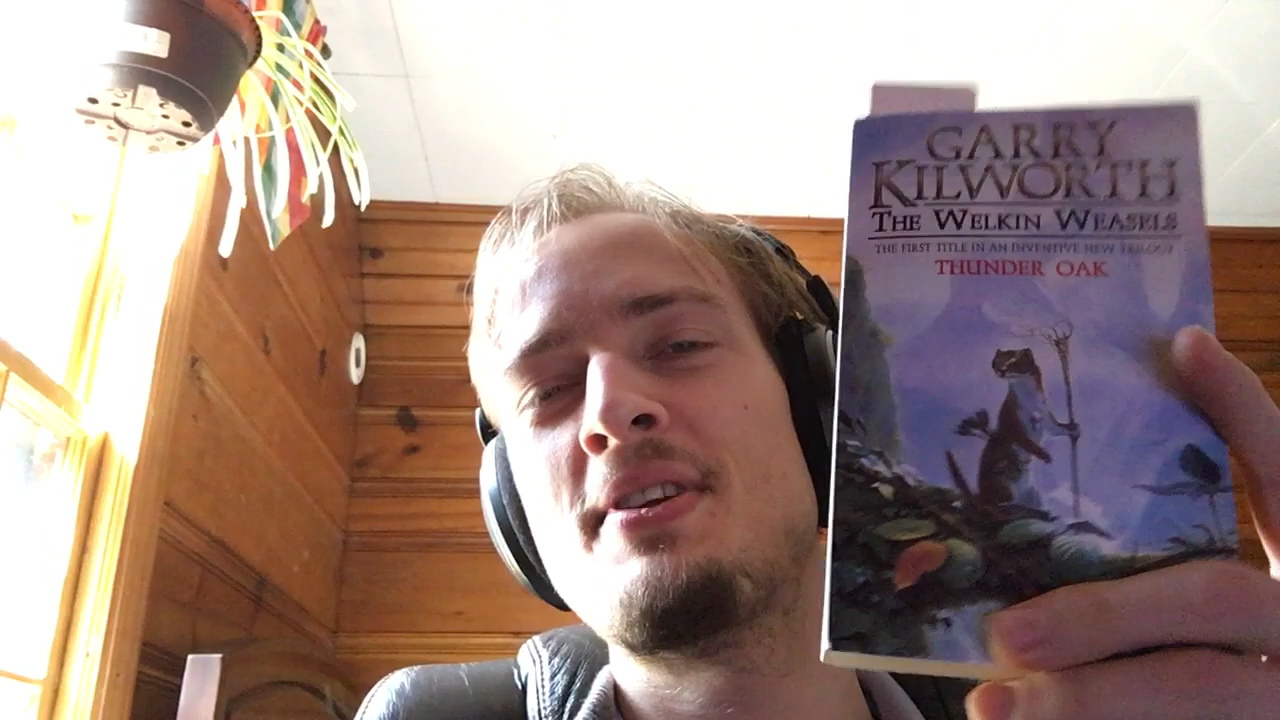 GARRY
KILWORTH
THE WELKIN WEASELS
THE FIRST TITLE IN AN INVENTIVE NEW TRILOGY
THUNDER OAK